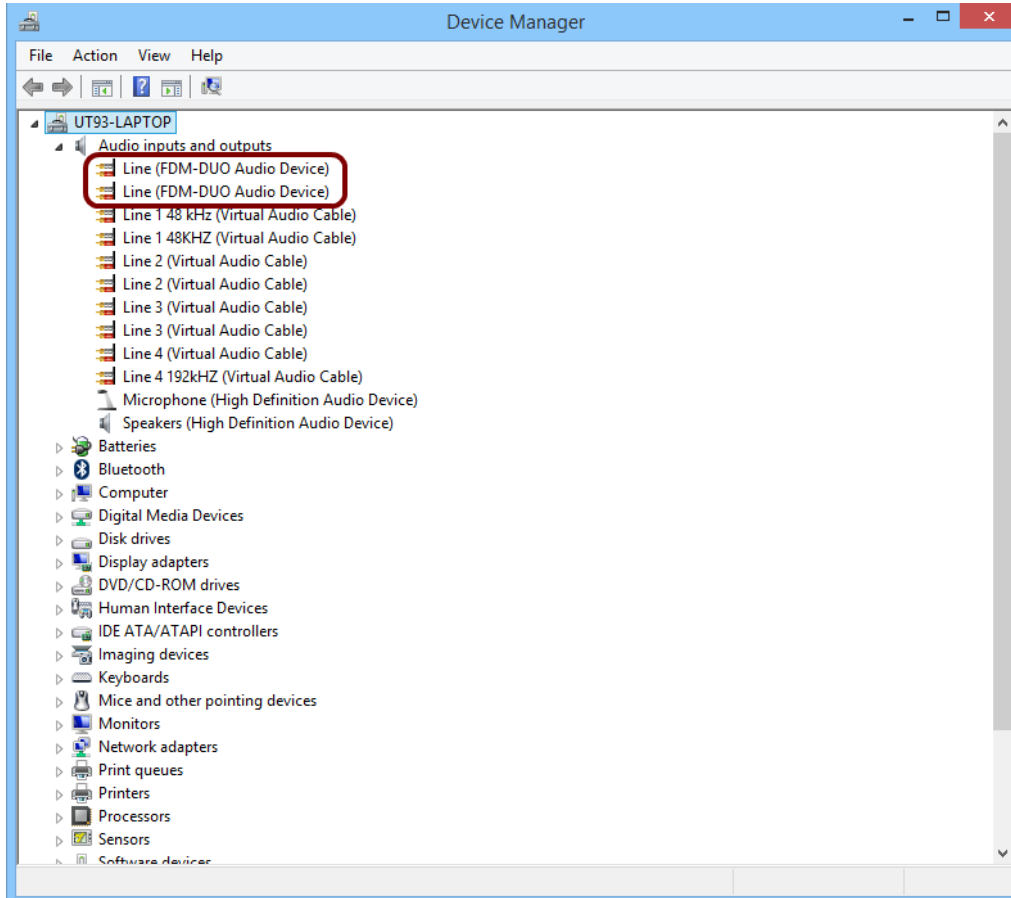 Device Manager
File Action View Help
UT93-LAPTOP
Audio inputs and outputs
Line (FDM-DUO Audio Device)
Line (FDM-DUO Audio Device)
Line 1 48 kHz (Virtual Audio Cable)
Line 1 48KHZ (Virtual Audio Cable)
Line 2 (Virtual Audio Cable)
Line 2 (Virtual Audio Cable)
Line 3 (Virtual Audio Cable)
Line 3 (Virtual Audio Cable)
Line 4 (Virtual Audio Cable)
Line 4 192kHZ (Virtual Audio Cable)
Microphone (High Definition Audio Device)
Speakers (High Definition Audio Device)
Batteries
Bluetooth
Computer
Digital Media Devices
Disk drives
Display adapters
DVD/CD-ROM drives
Human Interface Devices
IDE ATA/ATAPI controllers
Imaging devices
Keyboards
Mice and other pointing devices
Monitors
Network adapters
Print queues
Printers
Processors
Sensors
Software devices